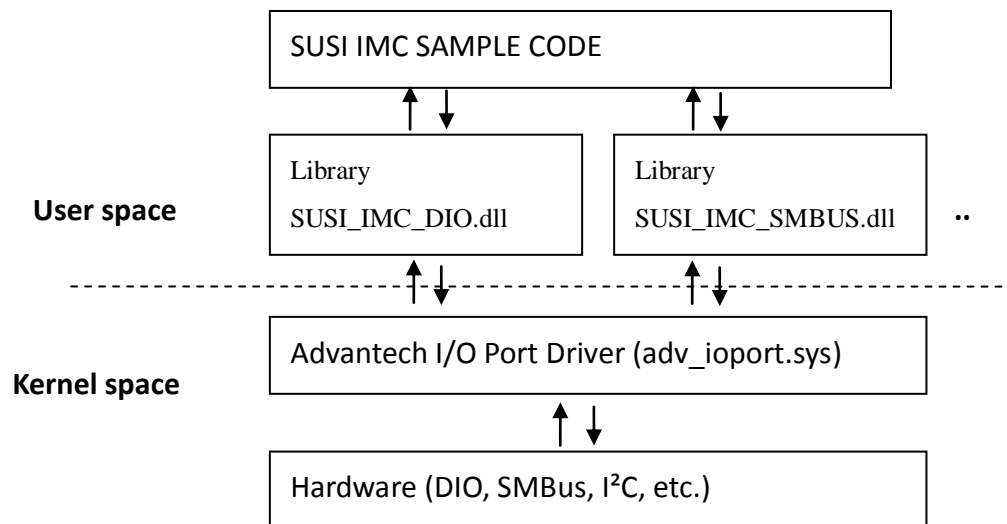 SUSI IMC SAMPLE CODE
Library
SUSI_IMC_DIO.dll
Library
SUSI_IMC_SMBUS.dll
..
User space
Advantech I/O Port Driver (adv_ioport.sys)
Kernel space
Hardware (DIO, SMBus, I²C, etc.)